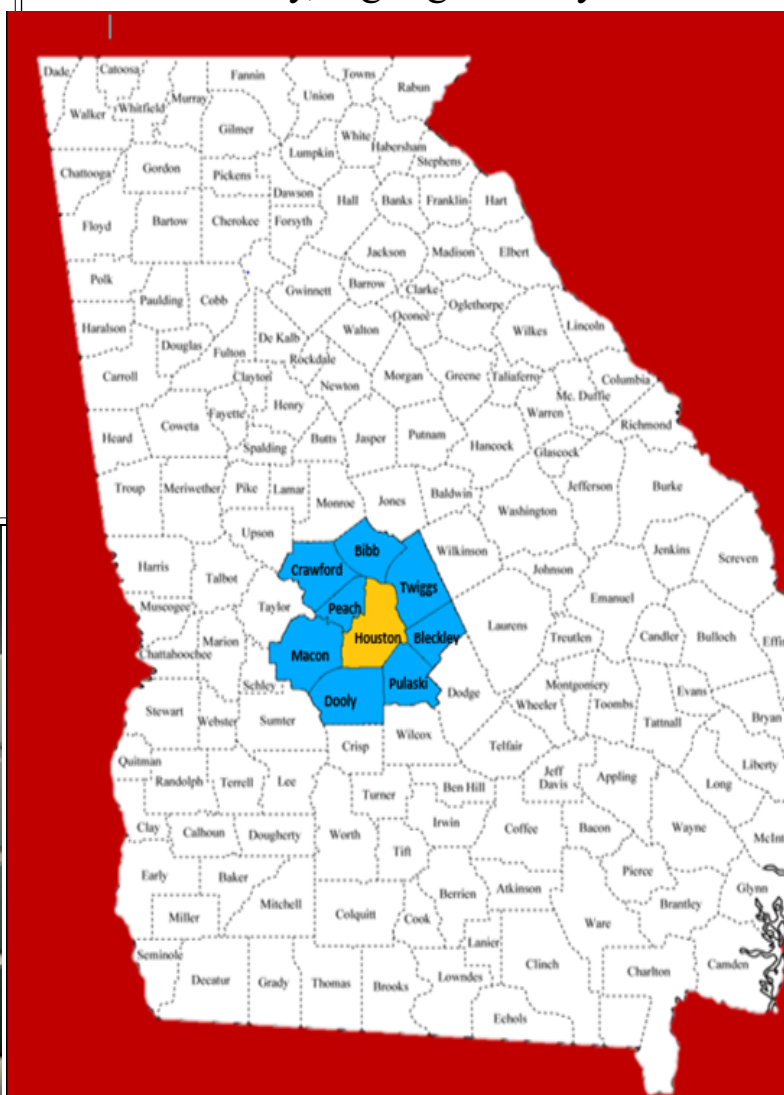 Dade
Catoosa
Fannin
Towns
Rabun
Union
Murray
Whitfield
Walker
Gilmer
White
Habersham
Lumpkin
Stephens
Chattooga
Gordon
Pickens
Dawson
Hall
Banks
Franklin
Hart
Floyd
Bartow
Cherokee
Forsyth
Jackson
Madison
Elbert
Polk
Paulding
Cobb
Gwinnett
Barrow
Clarke
Oconee
Oglethorpe
Haralson
Douglas
Fulton
De Kalb
Walton
Wilkes
Lincoln
Rockdale
Carroll
Clayton
Newton
Morgan
Greene
Taliaferro
Columbia
Mc. Duffie
Fayette
Henry
Warren
Richmond
Heard
Coweta
Spalding
Butts
Jasper
Putnam
Hancock
Glascock
Troup
Meriwether
Pike
Lamar
Monroe
Jones
Baldwin
Washington
Jefferson
Burke
Upson
Bibb
Wilkinson
Jenkins
Screven
Harris
Talbot
Crawford
Twiggs
Johnson
Emanuel
Muscogee
Taylor
Peach
Laurens
Treutlen
Candler
Bulloch
Effin
Chattahoochee
Marion
Macon
Houston
Bleckley
Schley
Pulaski
Dodge
Montgomery
Evans
Stewart
Webster
Sumter
Dooly
Wheeler
Toombs
Tattnall
Bryan
Crisp
Wilcox
Telfair
Quitman
Randolph
Terrell
Lee
Turner
Ben Hill
Jeff
Davis
Appling
Long
Liberty
Clay
Calhoun
Dougherty
Worth
Irwin
Coffee
Bacon
Wayne
McInt
Tift
Early
Baker
Mitchell
Berrien
Atkinson
Pierce
Brantley
Glynn
Miller
Colquitt
Cook
Ware
Seminole
Lanier
Clinch
Decatur
Grady
Thomas
Brooks
Lowndes
Charlton
Camden
Echols